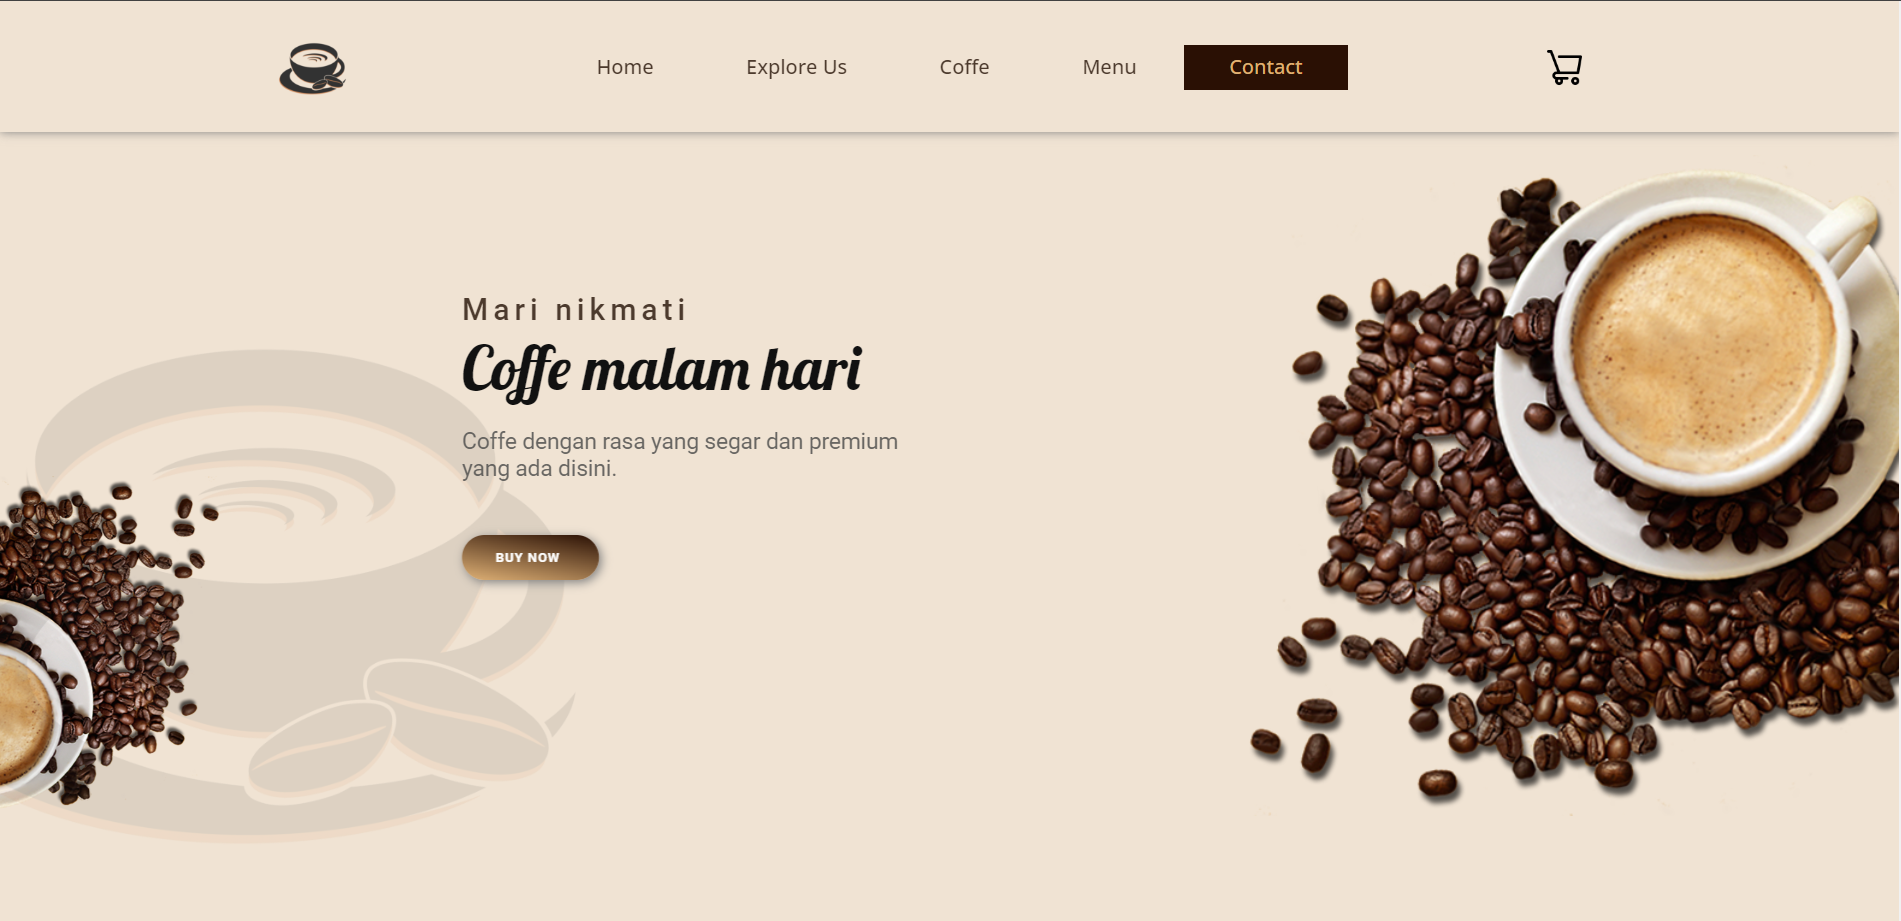 Home
Explore Us
Coffe
Menu
Contact
Mari nikmati
Coffe malam hari
Coffe dengan rasa yang segar dan premium
yang ada disini.
BUY NOW